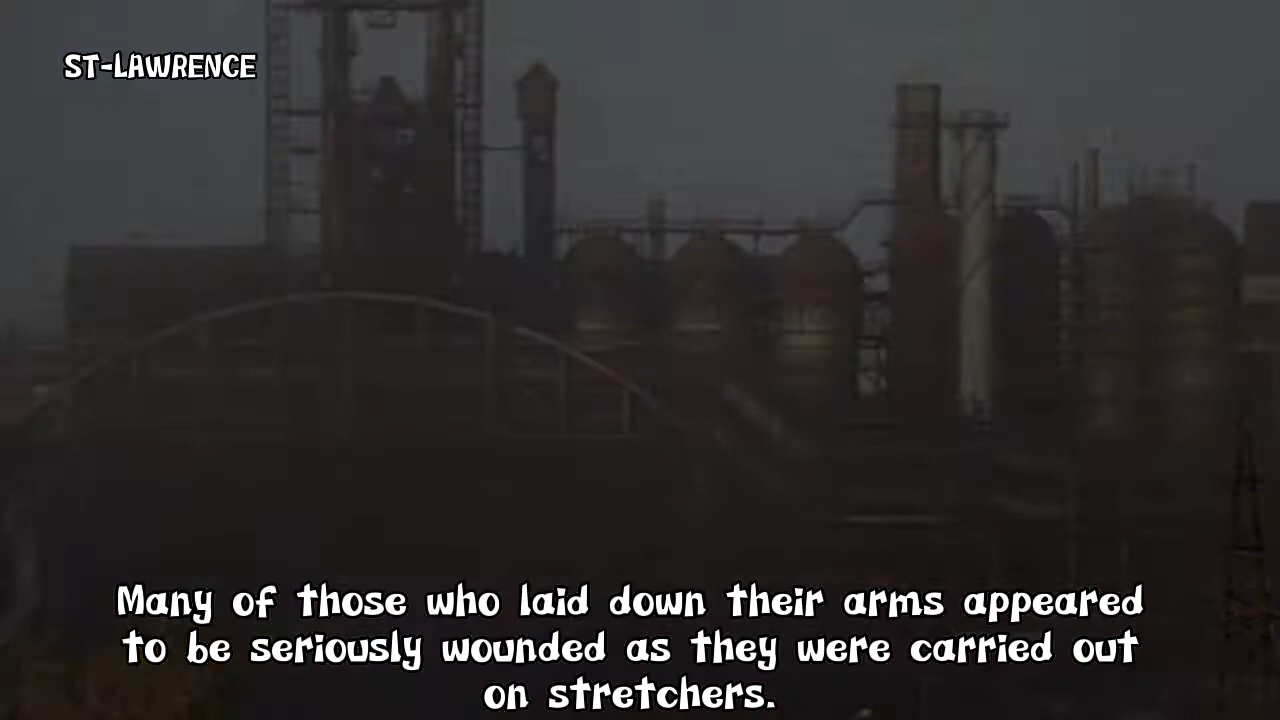 ST-LAWRENCE
Many of those who laid down their arms appeared
to be seriously wounded as they were carried out
on stretchers.